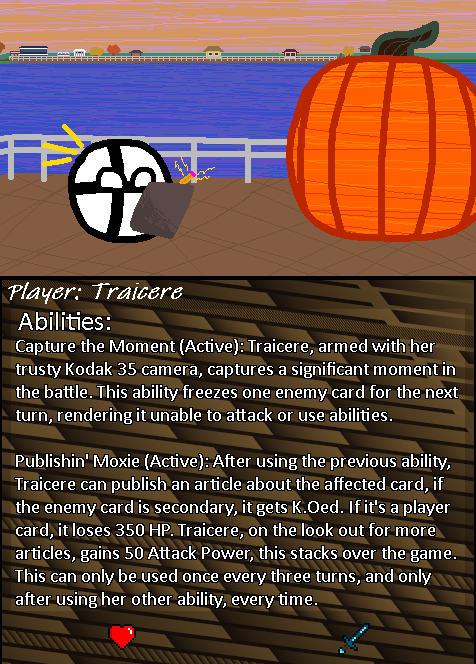 Player: Traicere
Abilities:
Capture the Moment (Active): Traicere, armed with her
trusty Kodak 35 camera, captures a significant moment in
the battle. This ability freezes one enemy card for the next
turn, rendering it unable to attack or use abilities.
Publishin' Moxie (Active): After using the previous ability,
Traicere can publish an article about the affected card, if
the enemy card is secondary, it gets K.Oed. If it's a player
card, it loses 350 HP. Traicere, on the look out for more
articles, gains 50 Attack Power, this stacks over the game.
This can only be used once every three turns, and only
after using her other ability, every time.